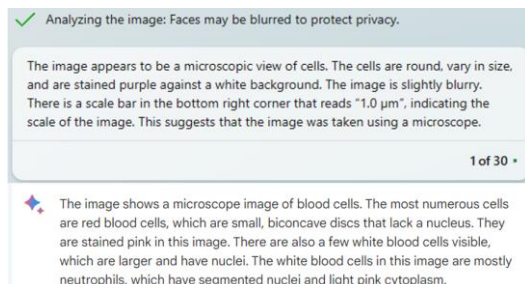 Analyzing the image: Faces may be blurred to protect privacy.
The image appears to be a microscopic view of cells. The cells are round, vary in size,
and are stained purple against a white background. The image is slightly blurry.
There is a scale bar in the bottom right corner that reads "1.0 µm", indicating the
scale of the image. This suggests that the image was taken using a microscope.
1 of 30
The image shows a microscope image of blood cells. The most numerous cells
are red blood cells, which are small, biconcave discs that lack a nucleus. They
are stained pink in this image. There are also a few white blood cells visible,
which are larger and have nuclei. The white blood cells in this image are mostly
neutrophils, which have segmented nuclei and light pink cytoplasm.